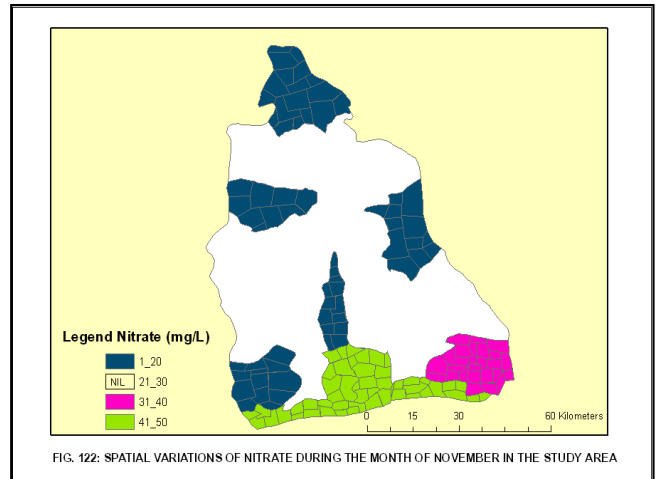 Legend Nitrate (mg/L)
1_20
NIL 21_30
31_40
41_50
0 15 30 60 Kilometers
FIG. 122: SPATIAL VARIATIONS OF NITRATE DURING THE MONTH OF NOVEMBER IN THE STUDY AREA